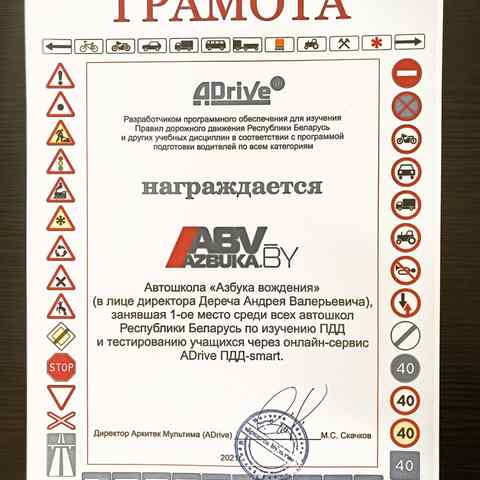 ГРАМОТА
ADrive
Разработчиком программного обеспечения для изучения
Правил дорожного движения Республики Беларусь
и других учебных дисциплин в соответствии с программой
подготовки водителей по всем категориям
награждается
ABV
AZBUKA.BY
Автошкола «Азбука вождения»
(в лице директора Дереча Андрея Валерьевича),
занявшая 1-ое место среди всех автошкол
Республики Беларусь по изучению ПДД
и тестированию учащихся через онлайн-сервис
ADrive ПДД-smart.
Директор Аркитек Мультима (ADrive) М.С. Скачков
2021
STOP
40
40
40
40